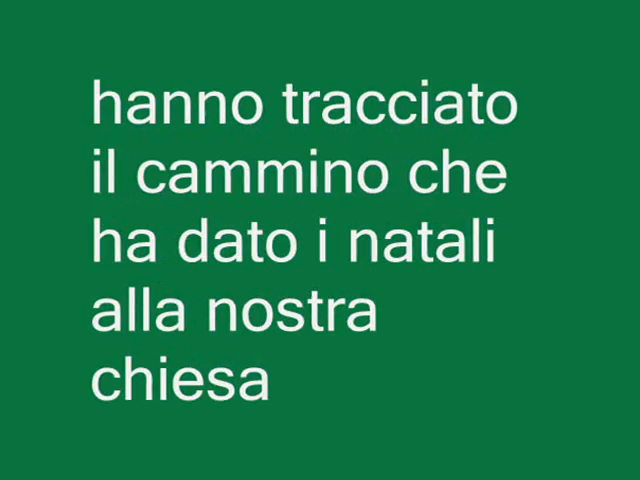 hanno tracciato
il cammino che
ha dato i natali
alla nostra
chiesa